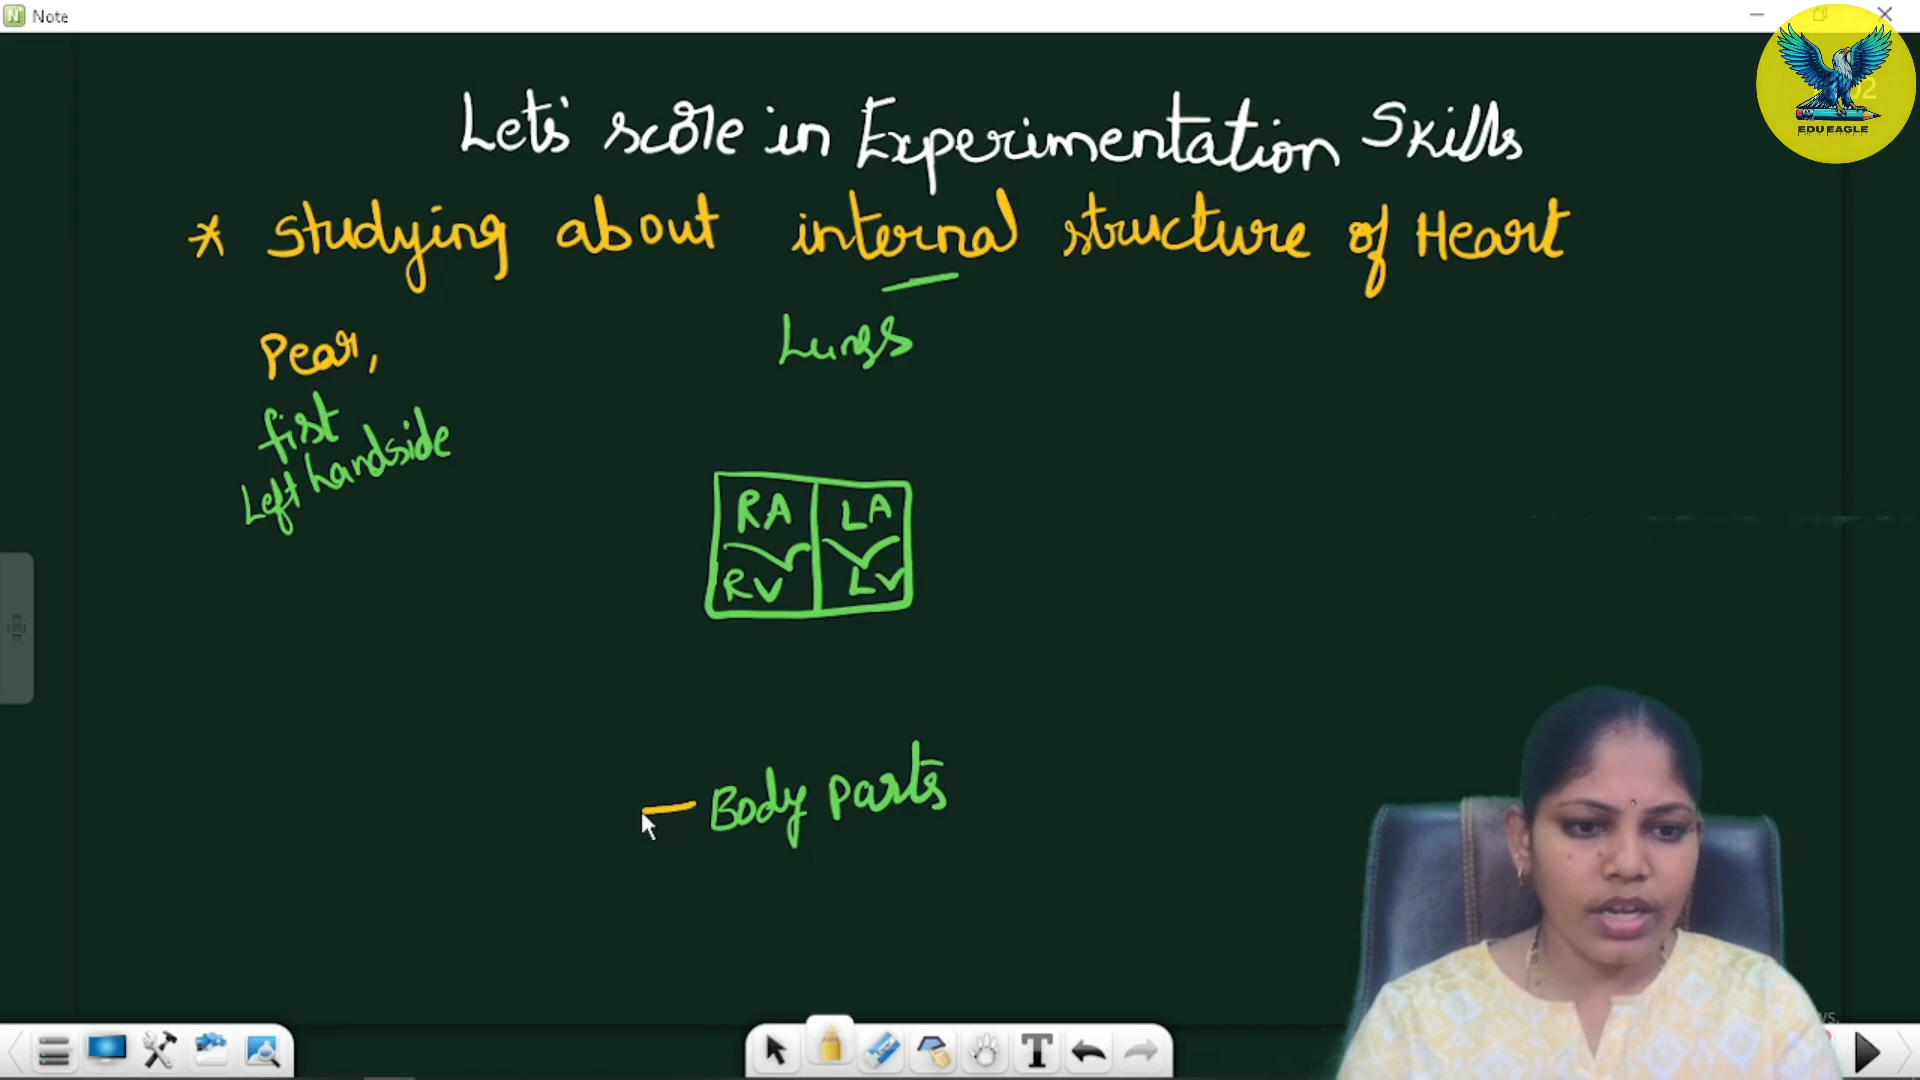 Note
EDU EAGLE
Let's score in Experimentation Skills
* Studying about internal structure of Heart
Pear,
fist
Left handside
Lungs
RA LA
RV LV
Body parts
T